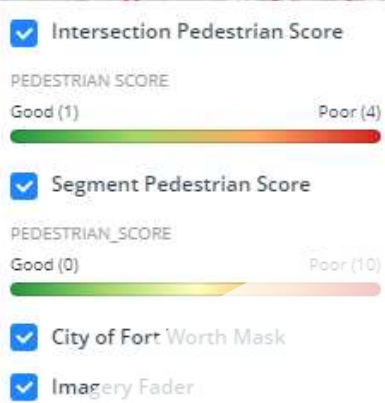 Intersection Pedestrian Score
PEDESTRIAN SCORE
Good (1) Poor (4)
Segment Pedestrian Score
PEDESTRIAN_SCORE
Good (0) Poor (10)
City of Fort Worth Mask
Imagery Fader